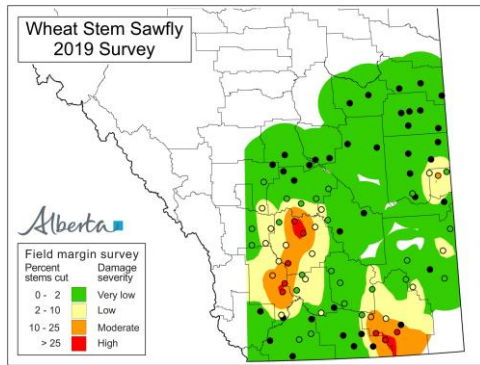 Wheat Stem Sawfly
2019 Survey
Alberta
Field margin survey
Percent Damage
stems cut severity
0 - 2 Very low
2 - 10 Low
10 - 25 Moderate
> 25 High